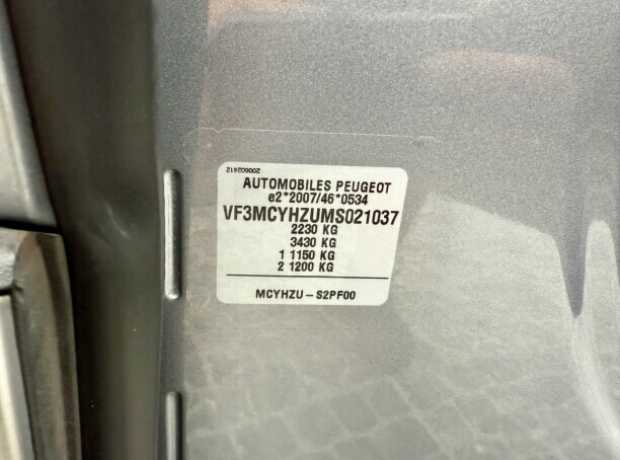 2006022412
AUTOMOBILES PEUGEOT
e2*2007/46*0534
VF3MCYHZUMS021037
2230 KG
3430 KG
1 1150 KG
2 1200 KG
MCYHZU - S2PF00